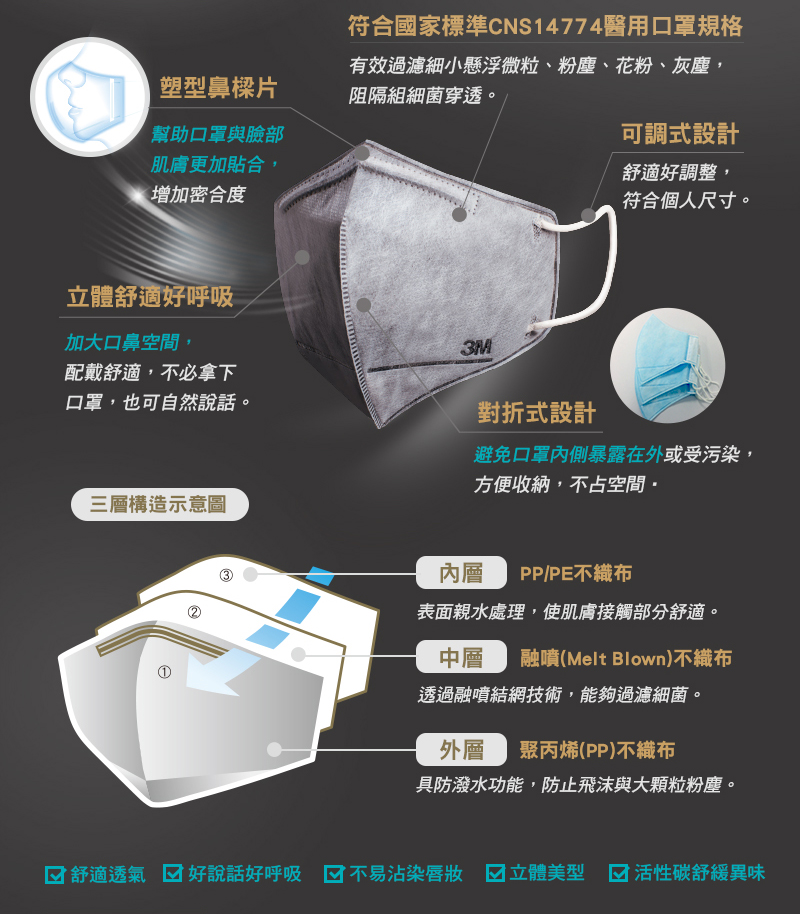 符合國家標準CNS14774醫用口罩規格
有效過濾細小懸浮微粒、粉塵、花粉、灰塵，
阻隔組細菌穿透。
塑型鼻樑片
幫助口罩與臉部
肌膚更加貼合，
增加密合度
可調式設計
舒適好調整，
符合個人尺寸。
立體舒適好呼吸
加大口鼻空間，
配戴舒適，不必拿下
口罩，也可自然說話。
3M
對折式設計
避免口罩內側暴露在外或受污染，
方便收納，不占空間．
三層構造示意圖
③
②
①
內層 PP/PE不織布
表面親水處理，使肌膚接觸部分舒適。
中層 融噴(Melt Blown)不織布
透過融噴結網技術，能夠過濾細菌。
外層 聚丙烯(PP)不織布
具防潑水功能，防止飛沫與大顆粒粉塵。
舒適透氣 好說話好呼吸 不易沾染唇妝 立體美型 活性碳舒緩異味